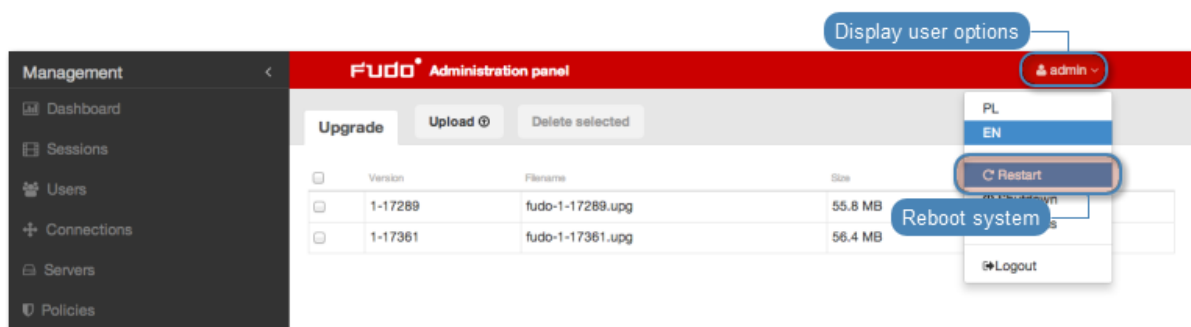 Display user options
Management
FUDO Administration panel
admin
Dashboard
Sessions
Users
Connections
Servers
Policies
Upgrade
Upload
Delete selected
PL
EN
Restart
Shutdown
Reboot system
Logout
Version Filename Size
1-17289 fudo-1-17289.upg 55.8 MB
1-17361 fudo-1-17361.upg 56.4 MB